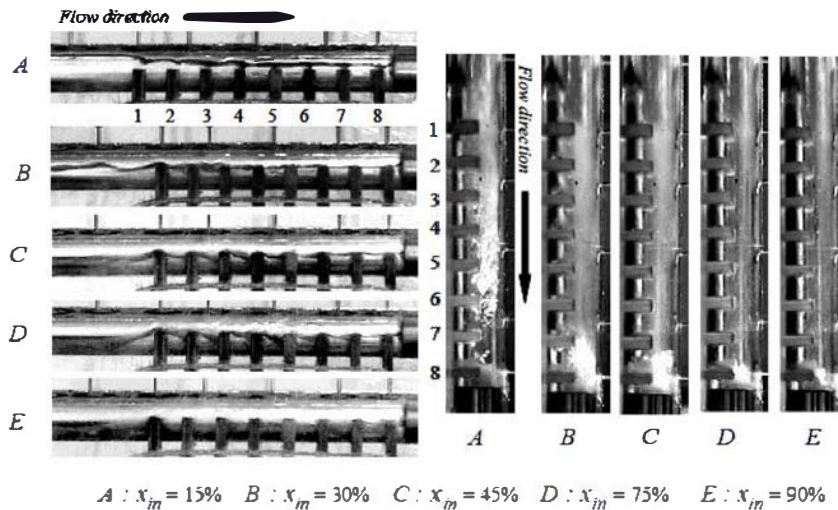 Flow direction
A
1 2 3 4 5 6 7 8
B
C
D
E
Flow direction
1
2
3
4
5
6
7
8
A B C D E
A : x_in = 15% B : x_in = 30% C : x_in = 45% D : x_in = 75% E : x_in = 90%